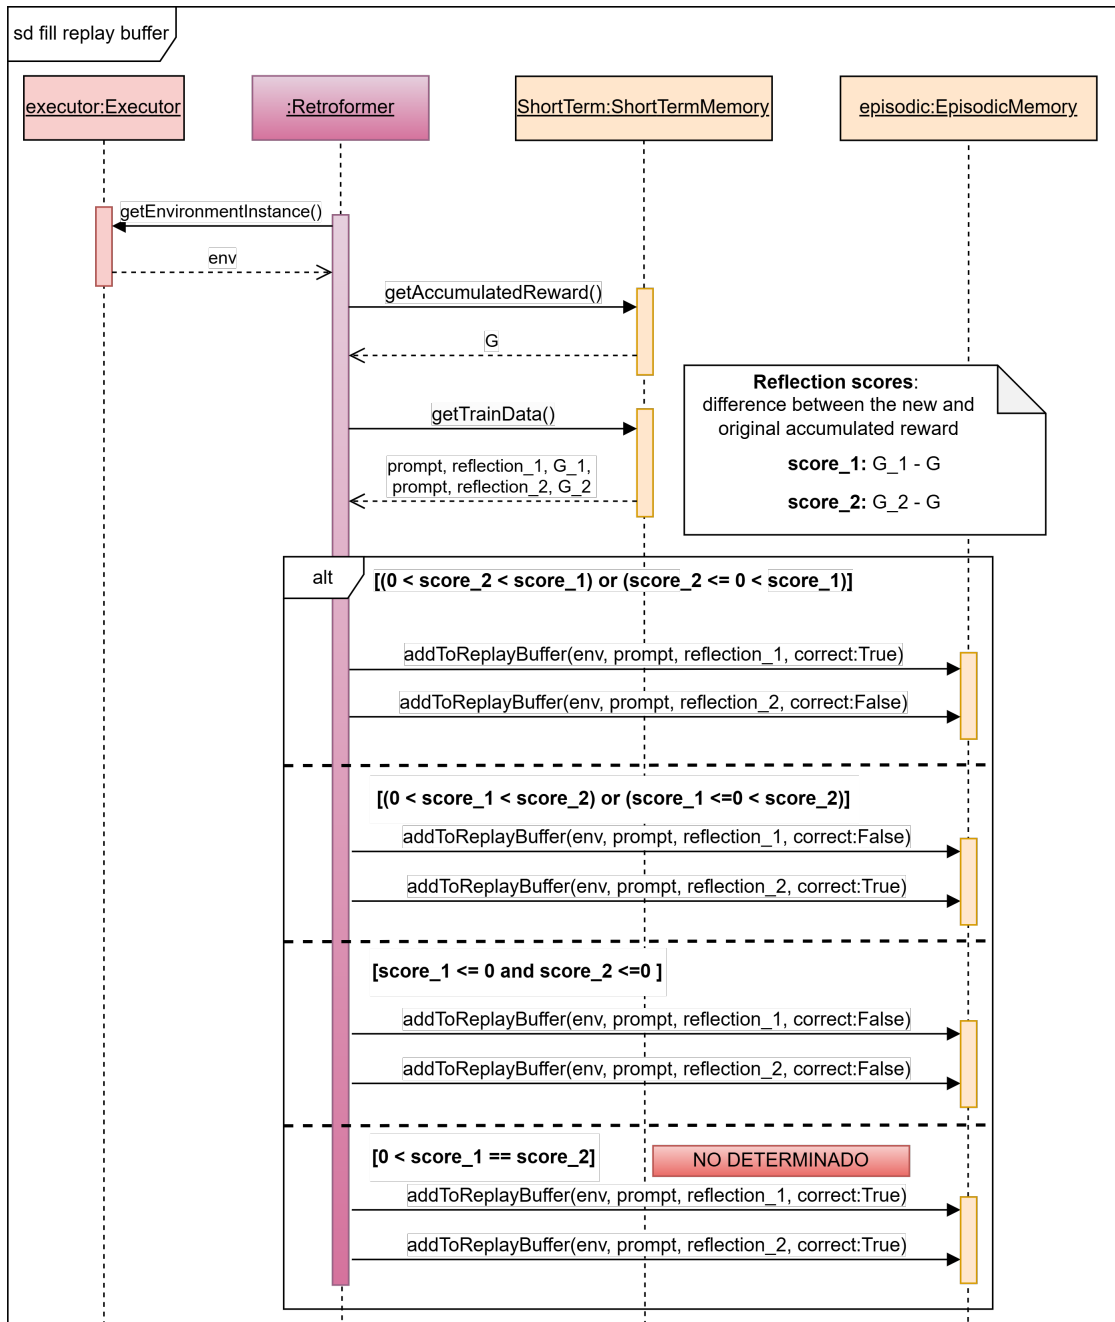 sd fill replay buffer
executor:Executor
:Retroformer
ShortTerm:ShortTermMemory
episodic:EpisodicMemory
getEnvironmentInstance()
env
getAccumulatedReward()
G
Reflection scores:
difference between the new and
original accumulated reward
score_1: G_1 - G
score_2: G_2 - G
getTrainData()
prompt, reflection_1, G_1,
prompt, reflection_2, G_2
alt
[(0 < score_2 < score_1) or (score_2 <= 0 < score_1)]
addToReplayBuffer(env, prompt, reflection_1, correct:True)
addToReplayBuffer(env, prompt, reflection_2, correct:False)
[(0 < score_1 < score_2) or (score_1 <=0 < score_2)]
addToReplayBuffer(env, prompt, reflection_1, correct:False)
addToReplayBuffer(env, prompt, reflection_2, correct:True)
[score_1 <= 0 and score_2 <=0 ]
addToReplayBuffer(env, prompt, reflection_1, correct:False)
addToReplayBuffer(env, prompt, reflection_2, correct:False)
[0 < score_1 == score_2]
NO DETERMINADO
addToReplayBuffer(env, prompt, reflection_1, correct:True)
addToReplayBuffer(env, prompt, reflection_2, correct:True)